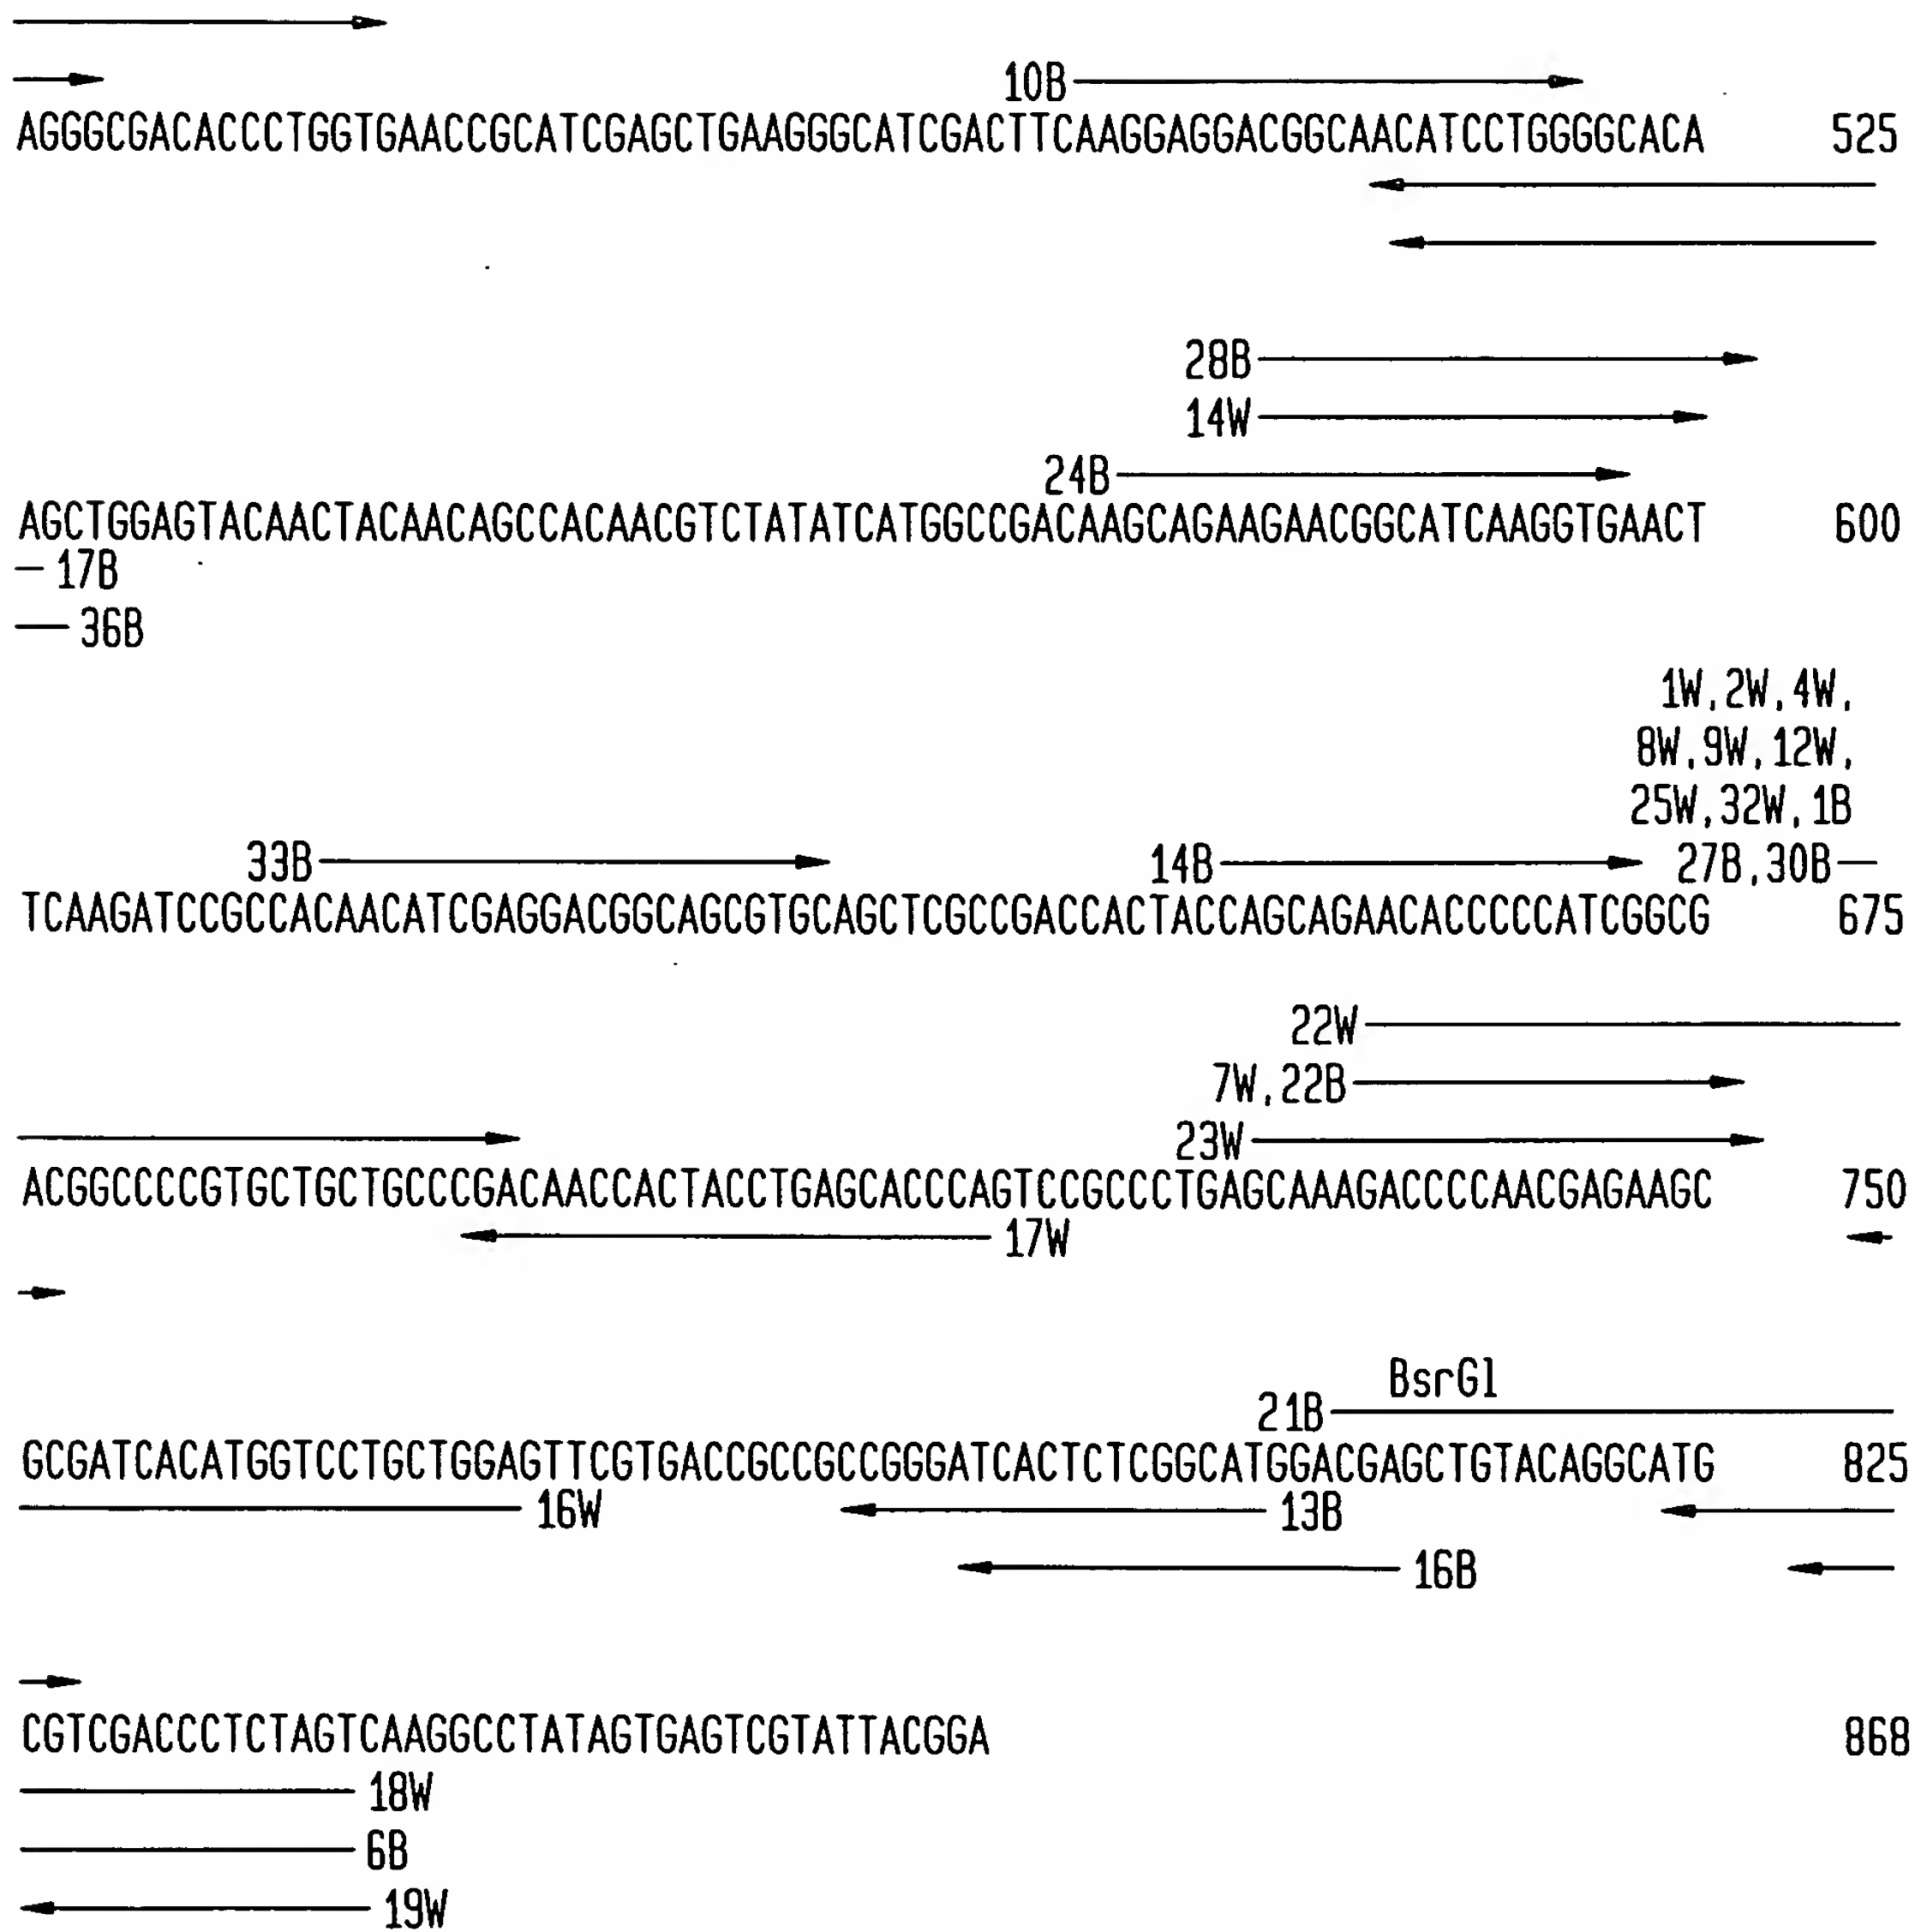 10B
AGGGCGACACCCTGGTGAACCGCATCGAGCTGAAGGGCATCGACTTCAAGGAGGACGGCAACATCCTGGGGCACA 525
28B
14W
24B
AGCTGGAGTACAACTACAACAGCCACAACGTCTATATCATGGCCGACAAGCAGAAGAACGGCATCAAGGTGAACT 600
17B
36B
1W, 2W, 4W,
8W, 9W, 12W,
25W, 32W, 1B
33B 14B 27B, 30B
TCAAGATCCGCCACAACATCGAGGACGGCAGCGTGCAGCTCGCCGACCACTACCAGCAGAACACCCCCATCGGCG 675
22W
7W, 22B
23W
ACGGCCCCGTGCTGCTGCCCGACAACCACTACCTGAGCACCCAGTCCGCCCTGAGCAAAGACCCCAACGAGAAGC 750
17W
BsrG1
21B
GCGATCACATGGTCCTGCTGGAGTTCGTGACCGCCGCCGGGATCACTCTCGGCATGGACGAGCTGTACAGGCATG 825
16W 13B
16B
CGTCGACCCTCTAGTCAAGGCCTATAGTGAGTCGTATTACGGA 868
18W
6B
19W